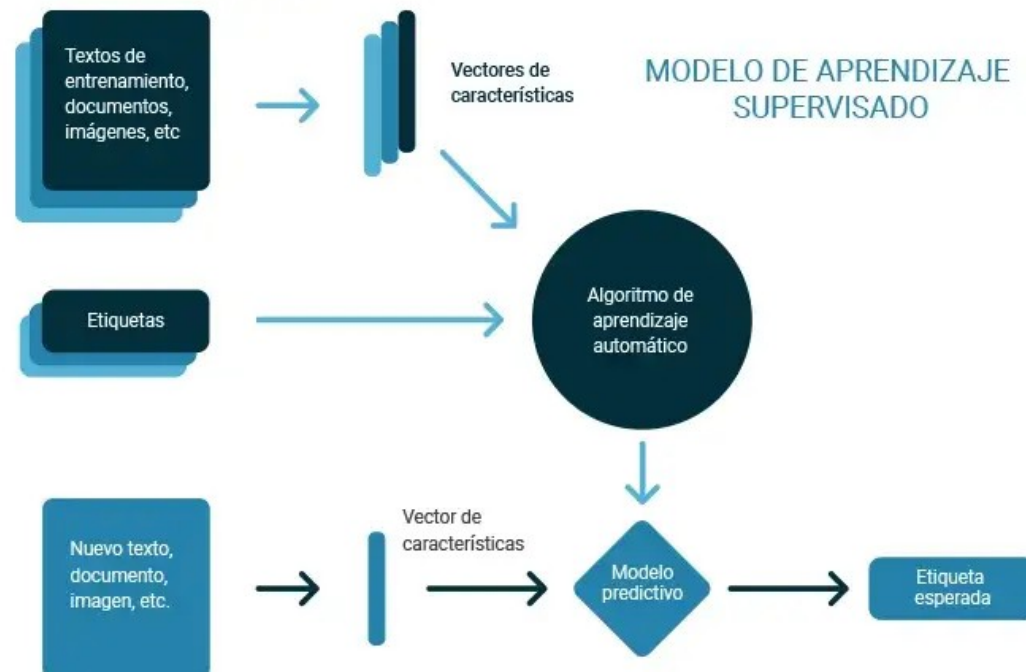 Textos de
entrenamiento,
documentos,
imágenes, etc
Vectores de
características
MODELO DE APRENDIZAJE
SUPERVISADO
Etiquetas
Algoritmo de
aprendizaje
automático
Nuevo texto,
documento,
imagen, etc.
Vector de
características
Modelo
predictivo
Etiqueta
esperada